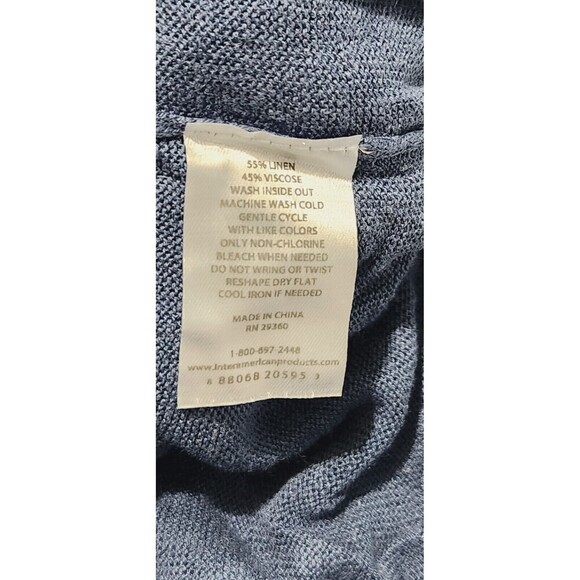 55% LINEN
45% VISCOSE
WASH INSIDE OUT
MACHINE WASH COLD
GENTLE CYCLE
WITH LIKE COLORS
ONLY NON-CHLORINE
BLEACH WHEN NEEDED
DO NOT WRING OR TWIST
RESHAPE DRY FLAT
COOL IRON IF NEEDED
MADE IN CHINA
RN 29360
1-800-697-2448
www.interamericanproducts.com
8 88068 20595 3